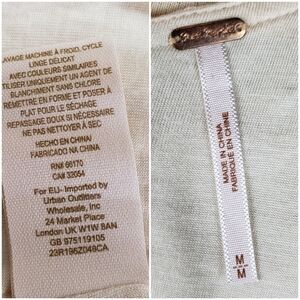 LAVAGE MACHINE À FROID, CYCLE
LINGE DÉLICAT
AVEC COULEURS SIMILAIRES
UTILISER UNIQUEMENT UN AGENT DE
BLANCHIMENT SANS CHLORE
REMETTRE EN FORME ET POSER À
PLAT POUR LE SÉCHAGE
REPASSAGE DOUX SI NÉCESSAIRE
NE PAS NETTOYER À SEC
HECHO EN CHINA/
FABRICADO NA CHINA
RN# 66170
CA# 32054
For EU- Imported by
Urban Outfitters
Wholesale, Inc
24 Market Place
London UK W1W 8AN
GB 975119105
MADE IN CHINA
FABRIQUÉ EN CHINE
M
M